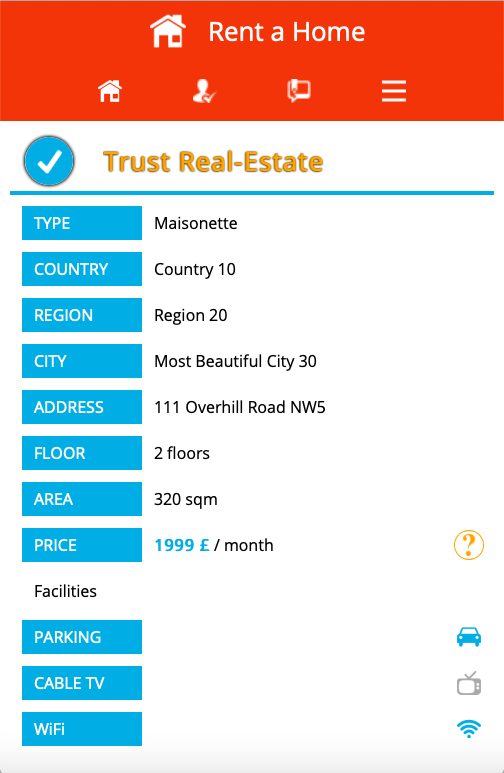 Rent a Home
Trust Real-Estate
TYPE Maisonette
COUNTRY Country 10
REGION Region 20
CITY Most Beautiful City 30
ADDRESS 111 Overhill Road NW5
FLOOR 2 floors
AREA 320 sqm
PRICE 1999 £ / month ?
Facilities
PARKING
CABLE TV
WiFi